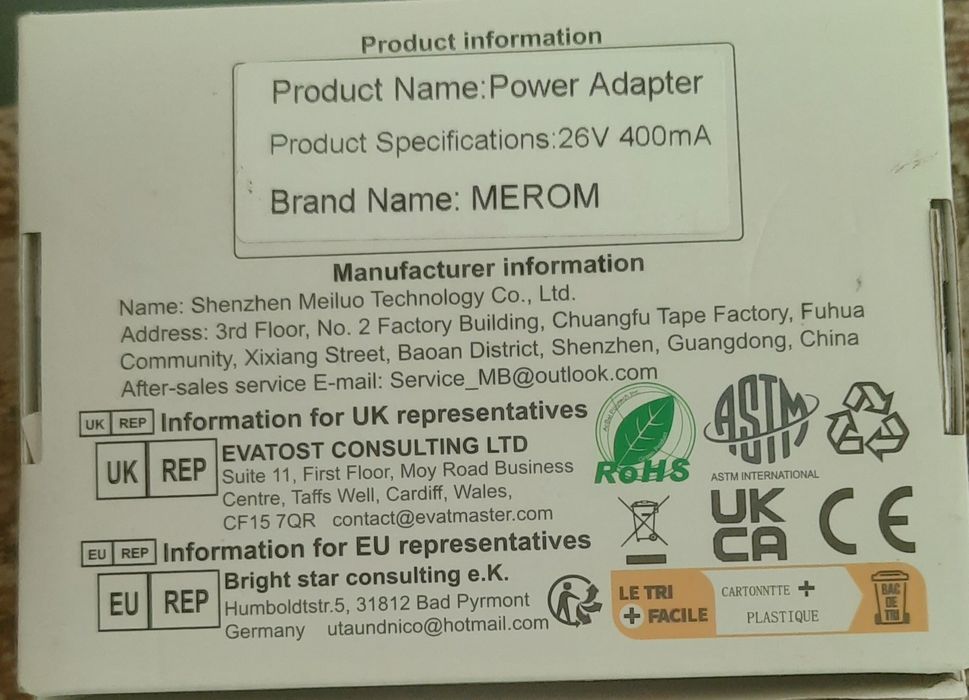 Product information
Product Name:Power Adapter
Product Specifications:26V 400mA
Brand Name: MEROM
Manufacturer information
Name: Shenzhen Meiluo Technology Co., Ltd.
Address: 3rd Floor, No. 2 Factory Building, Chuangfu Tape Factory, Fuhua
Community, Xixiang Street, Baoan District, Shenzhen, Guangdong, China
After-sales service E-mail: Service_MB@outlook.com
UK REP Information for UK representatives
UK REP
EVATOST CONSULTING LTD
Suite 11, First Floor, Moy Road Business
Centre, Taffs Well, Cardiff, Wales,
CF15 7QR contact@evatmaster.com
EU REP Information for EU representatives
EU REP
Bright star consulting e.K.
Humboldtstr.5, 31812 Bad Pyrmont
Germany utaundnico@hotmail.com
RoHS
ASTM
ASTM INTERNATIONAL
UK
CA
CE
LE TRI
+ FACILE
CARTONNTTE +
PLASTIQUE
BAC
DE
TRI